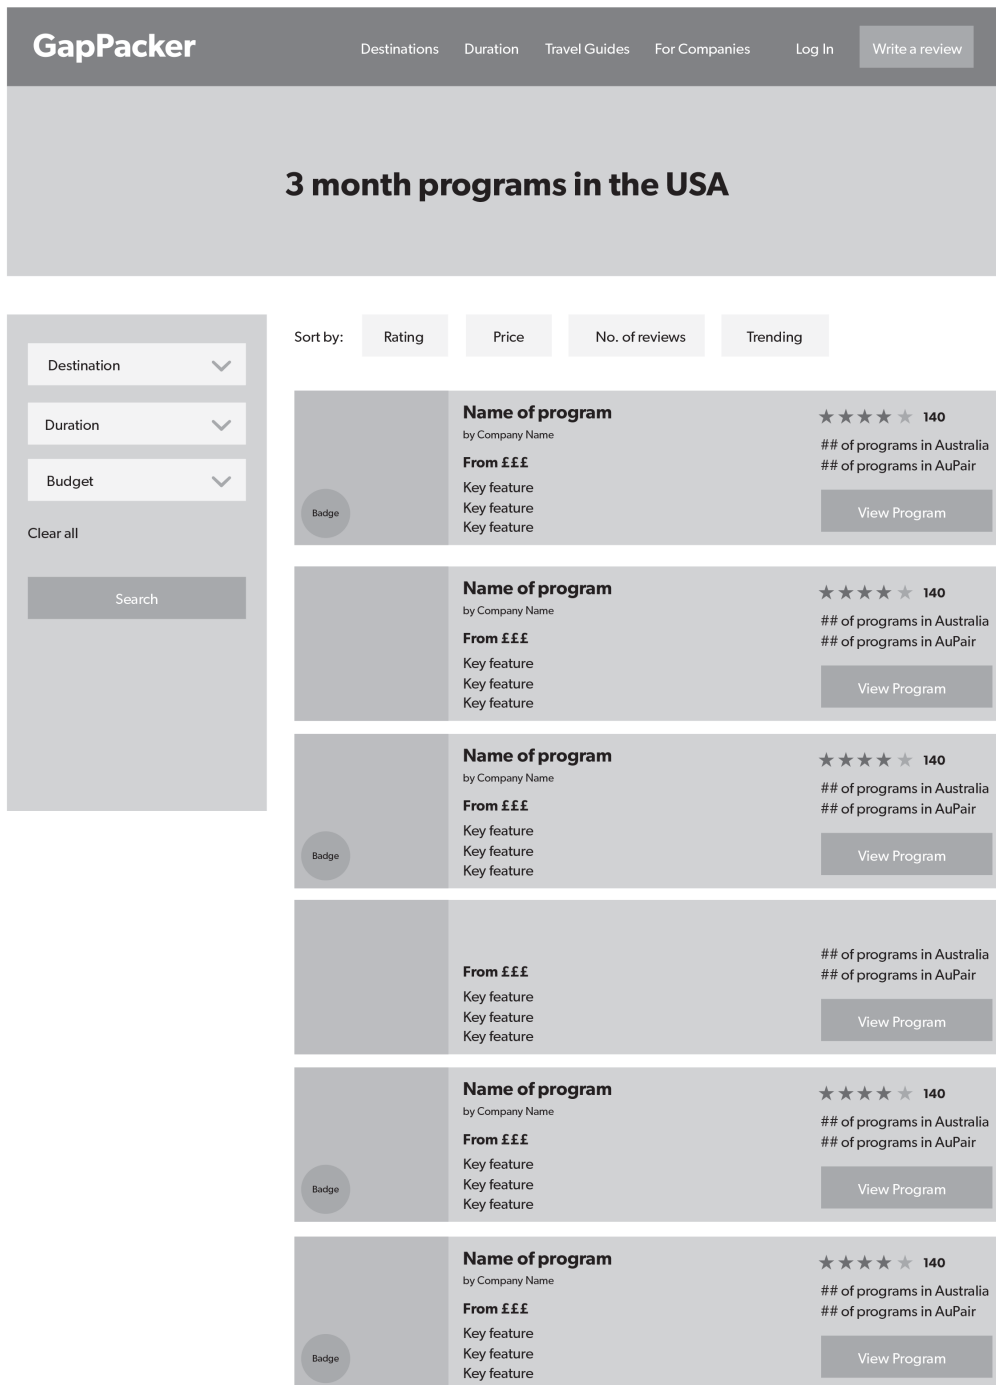 GapPacker
Destinations Duration Travel Guides For Companies Log In Write a review
3 month programs in the USA
Destination
Duration
Budget
Clear all
Search
Sort by: Rating Price No. of reviews Trending
Name of program
by Company Name
From £££
Key feature
Key feature
Key feature
Badge
140
## of programs in Australia
## of programs in AuPair
View Program
Name of program
by Company Name
From £££
Key feature
Key feature
Key feature
140
## of programs in Australia
## of programs in AuPair
View Program
Name of program
by Company Name
From £££
Key feature
Key feature
Key feature
Badge
140
## of programs in Australia
## of programs in AuPair
View Program
From £££
Key feature
Key feature
Key feature
## of programs in Australia
## of programs in AuPair
View Program
Name of program
by Company Name
From £££
Key feature
Key feature
Key feature
Badge
140
## of programs in Australia
## of programs in AuPair
View Program
Name of program
by Company Name
From £££
Key feature
Key feature
Key feature
Badge
140
## of programs in Australia
## of programs in AuPair
View Program